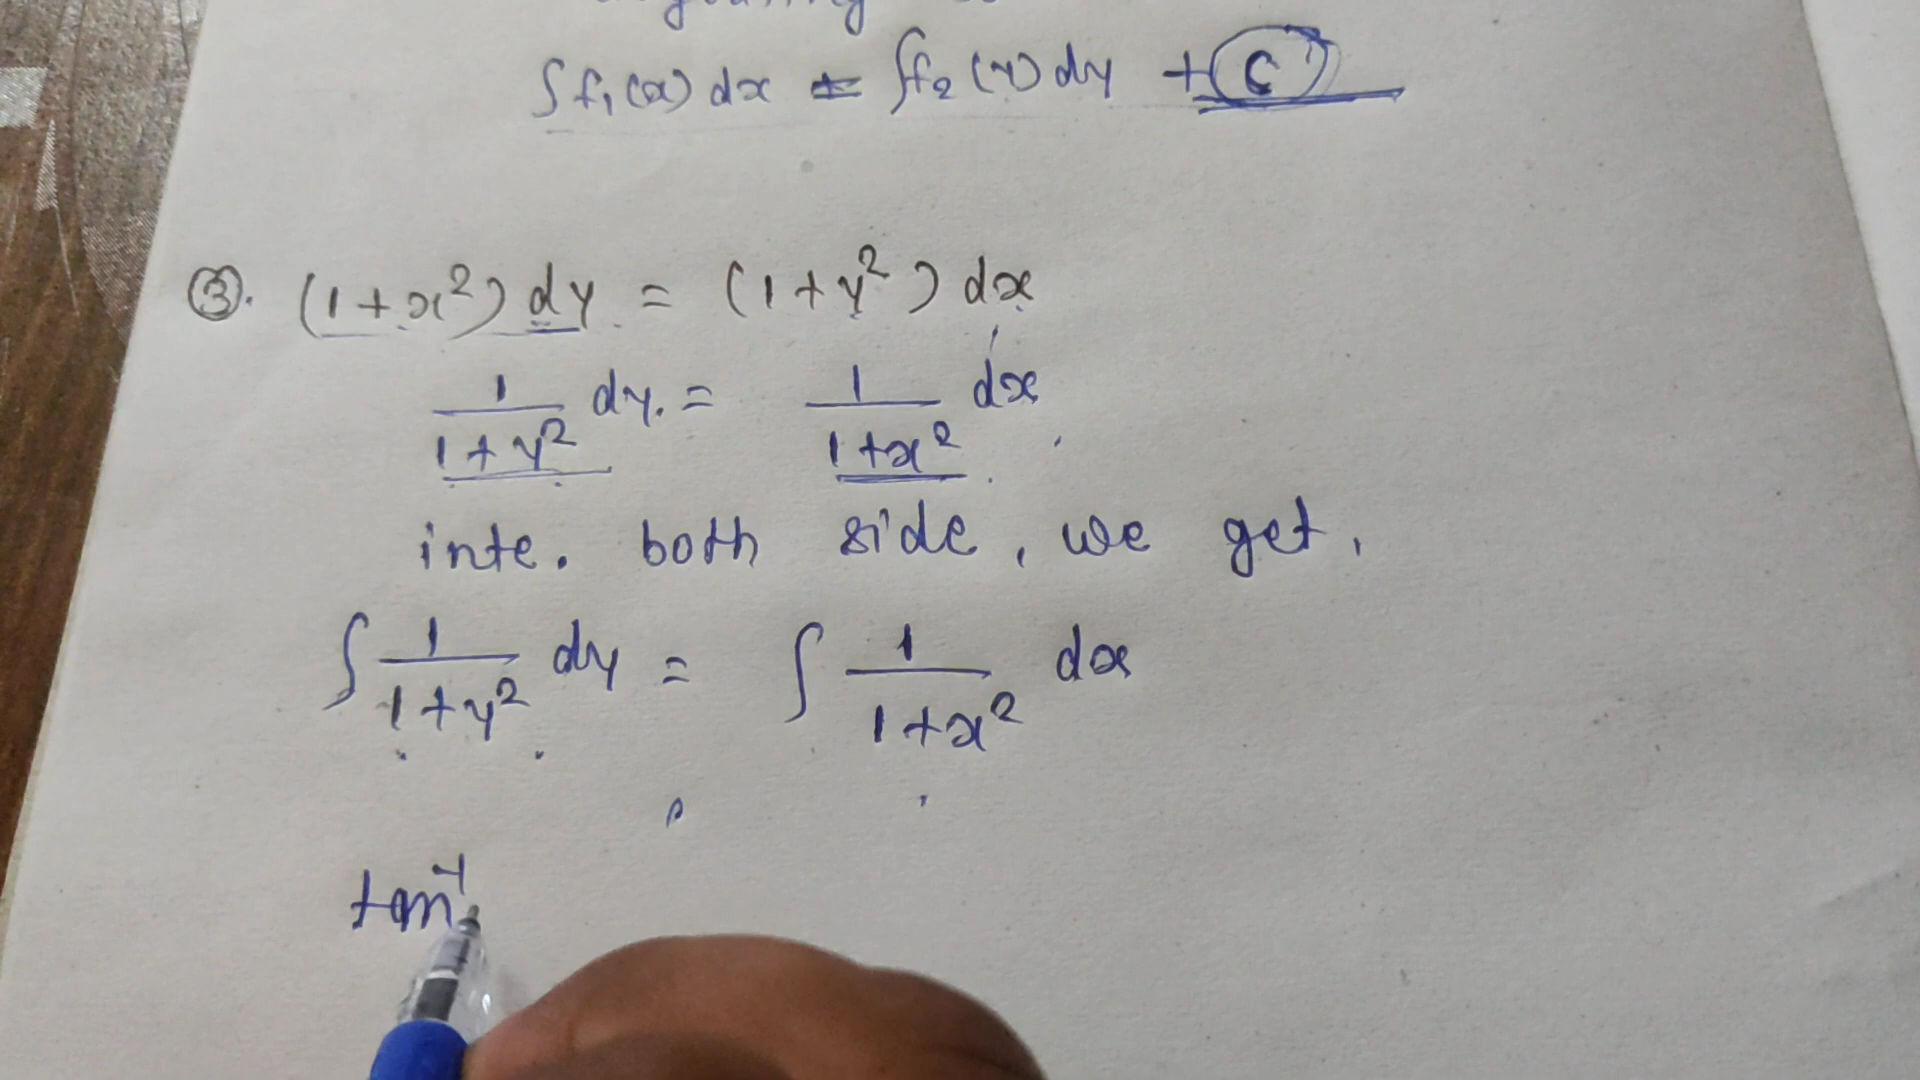 ∫ f₁(x) dx = ∫ f₂(y) dy + C
③. (1+x²) dy = (1+y²) dx
1/(1+y²) dy. = 1/(1+x²) dx
inte. both side, we get,
∫ 1/(1+y²) dy = ∫ 1/(1+x²) dx
tan⁻¹